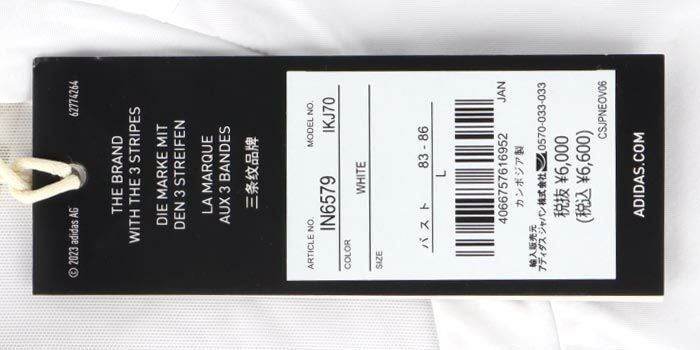 © 2023 adidas AG
62774264
THE BRAND
WITH THE 3 STRIPES
DIE MARKE MIT
DEN 3 STREIFEN
LA MARQUE
AUX 3 BANDES
三条纹品牌
ARTICLE NO.
MODEL NO.
IN6579
IKJ70
COLOR
WHITE
SIZE
バスト 83 - 86
L
JAN
4066757616952
カンボジア製
輸入販売元
アディダス ジャパン株式会社 0570-033-033
税抜 ¥6,000
(税込 ¥6,600)
CSJPNEOV06
ADIDAS.COM